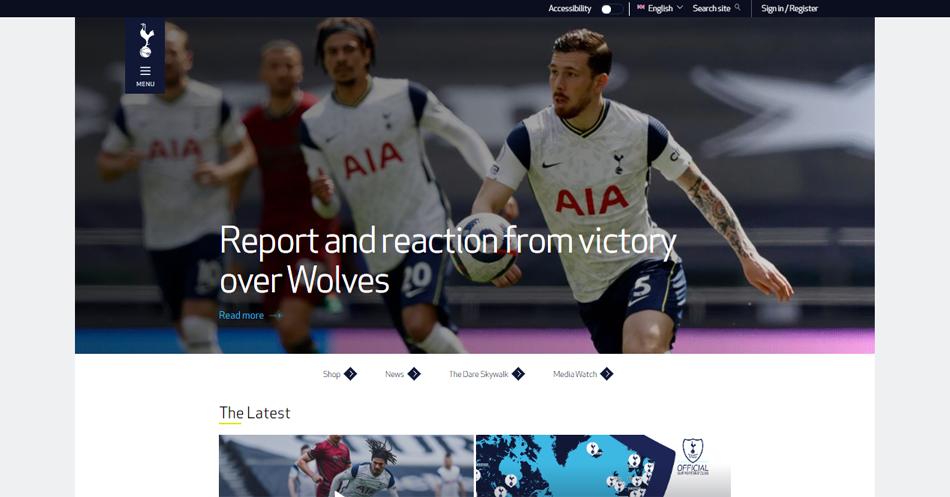 Accessibility English Search site Sign in / Register
MENU
AIA AIA AIA
10 20 5
Report and reaction from victory
over Wolves
Read more
Shop News The Dare Skywalk Media Watch
The Latest
OFFICIAL